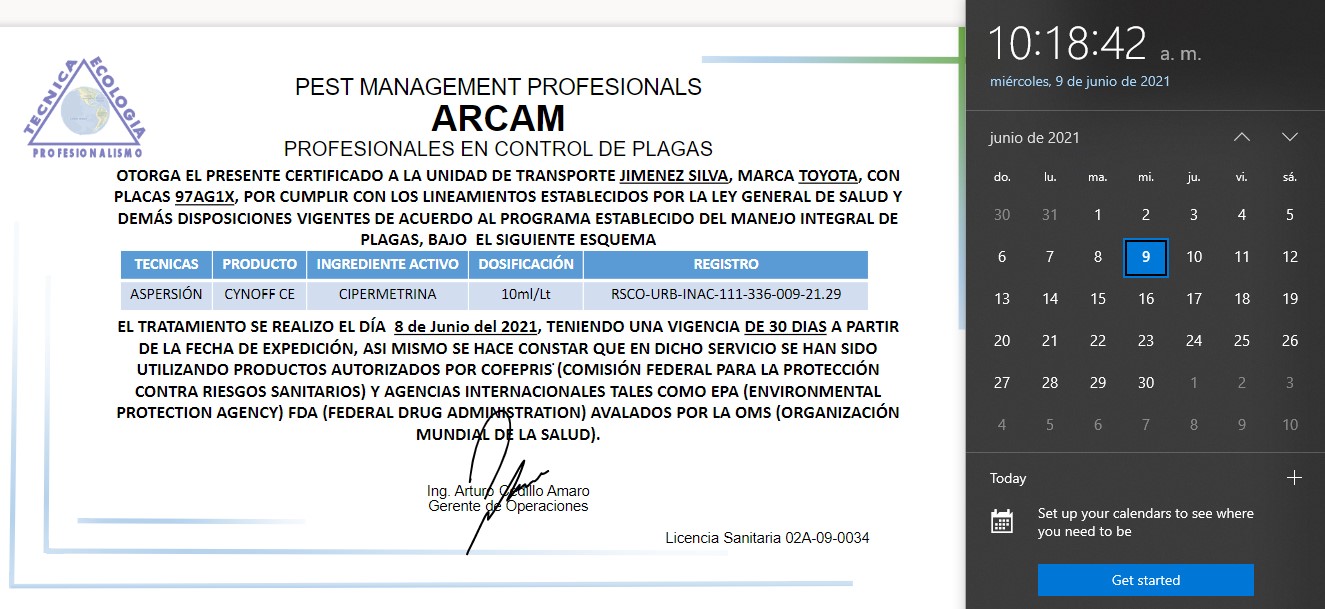 TECNICA ECOLOGIA
PROFESIONALISMO
PEST MANAGEMENT PROFESIONALS
ARCAM
PROFESIONALES EN CONTROL DE PLAGAS
OTORGA EL PRESENTE CERTIFICADO A LA UNIDAD DE TRANSPORTE JIMENEZ SILVA, MARCA TOYOTA, CON
PLACAS 97AG1X, POR CUMPLIR CON LOS LINEAMIENTOS ESTABLECIDOS POR LA LEY GENERAL DE SALUD Y
DEMÁS DISPOSICIONES VIGENTES DE ACUERDO AL PROGRAMA ESTABLECIDO DEL MANEJO INTEGRAL DE
PLAGAS, BAJO EL SIGUIENTE ESQUEMA
TECNICAS PRODUCTO INGREDIENTE ACTIVO DOSIFICACIÓN REGISTRO
ASPERSIÓN CYNOFF CE CIPERMETRINA 10ml/Lt RSCO-URB-INAC-111-336-009-21.29
EL TRATAMIENTO SE REALIZO EL DÍA 8 de Junio del 2021, TENIENDO UNA VIGENCIA DE 30 DIAS A PARTIR
DE LA FECHA DE EXPEDICIÓN, ASI MISMO SE HACE CONSTAR QUE EN DICHO SERVICIO SE HAN SIDO
UTILIZANDO PRODUCTOS AUTORIZADOS POR COFEPRIS (COMISIÓN FEDERAL PARA LA PROTECCIÓN
CONTRA RIESGOS SANITARIOS) Y AGENCIAS INTERNACIONALES TALES COMO EPA (ENVIRONMENTAL
PROTECTION AGENCY) FDA (FEDERAL DRUG ADMINISTRATION) AVALADOS POR LA OMS (ORGANIZACIÓN
MUNDIAL DE LA SALUD).
Ing. Arturo Cedillo Amaro
Gerente de Operaciones
Licencia Sanitaria 02A-09-0034
10:18:42 a. m.
miércoles, 9 de junio de 2021
junio de 2021
do. lu. ma. mi. ju. vi. sá.
30 31 1 2 3 4 5
6 7 8 9 10 11 12
13 14 15 16 17 18 19
20 21 22 23 24 25 26
27 28 29 30 1 2 3
4 5 6 7 8 9 10
Today
Set up your calendars to see where
you need to be
Get started